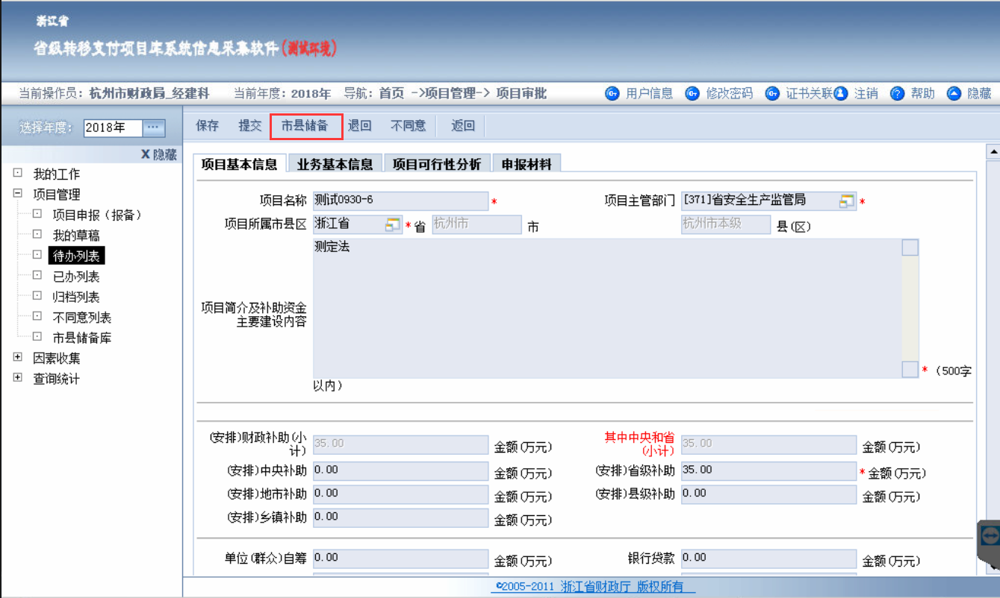 浙江省
省级转移支付项目库系统信息采集软件(测试环境)
当前操作员：杭州市财政局_经建科 当前年度：2018年 导航：首页 ->项目管理-> 项目审批 用户信息 修改密码 证书关联 注销 帮助 隐藏
选择年度： 2018年 ... 保存 提交 市县储备 退回 不同意 返回
X 隐藏
我的工作
项目管理
项目申报（报备）
我的草稿
待办列表
已办列表
归档列表
不同意列表
市县储备库
因素收集
查询统计
项目基本信息 业务基本信息 项目可行性分析 申报材料
项目名称 测试0930-6 * 项目主管部门 [371]省安全生产监管局 *
项目所属市县区 浙江省 * 省 杭州市 市 杭州市本级 县(区)
测定法
项目简介及补助资金
主要建设内容
* (500字
以内)
(安排)财政补助(小
计) 35.00 金额(万元) 其中中央和省
(小计) 35.00 金额(万元)
(安排)中央补助 0.00 金额(万元) (安排)省级补助 35.00 * 金额(万元)
(安排)地市补助 0.00 金额(万元) (安排)县级补助 0.00 金额(万元)
(安排)乡镇补助 0.00 金额(万元)
单位(群众)自筹 0.00 金额(万元) 银行贷款 0.00 金额(万元)
©2005-2011 浙江省财政厅 版权所有